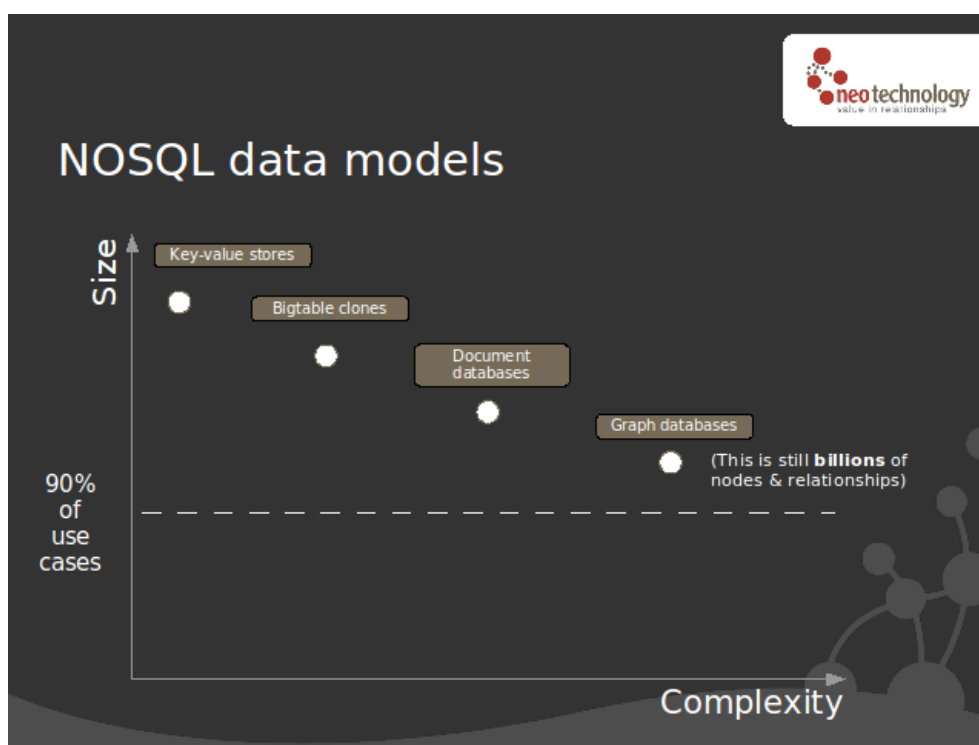 neotechnology
value in relationships
NOSQL data models
Size
Key-value stores
Bigtable clones
Document
databases
Graph databases
(This is still billions of
nodes & relationships)
90%
of
use
cases
Complexity